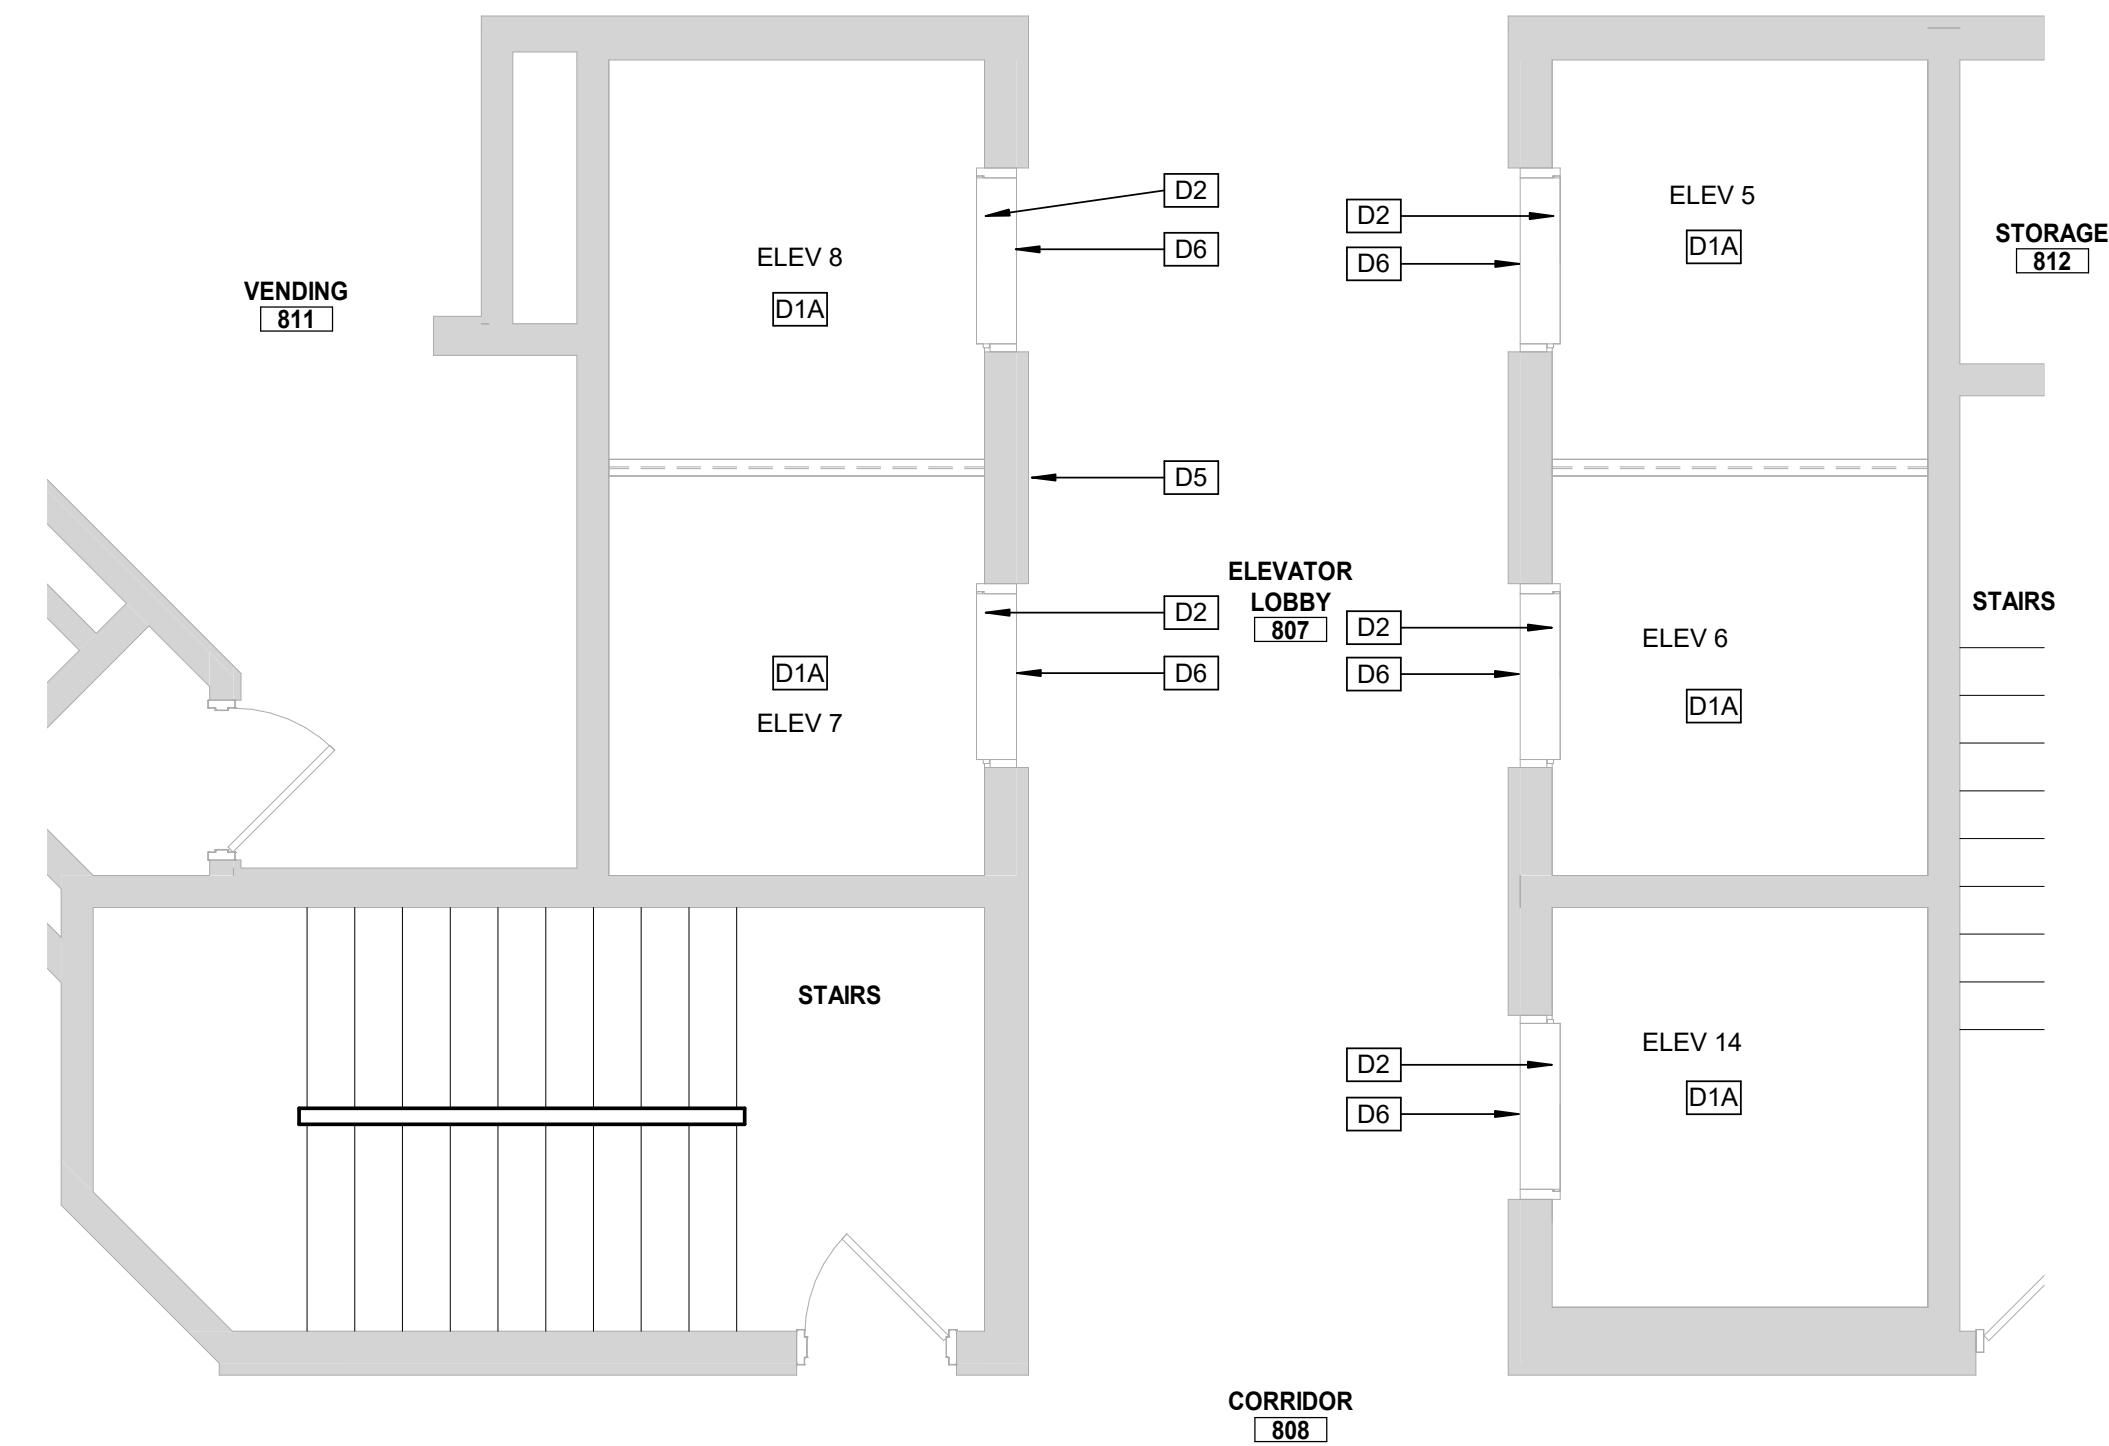 D2
ELEV 5
D2
STORAGE
D6
D6
D1A
812
ELEV 8
VENDING
811
D1A
D5
ELEVATOR
LOBBY
807
D2
D2
STAIRS
ELEV 6
D1A
D6
D6
D1A
ELEV 7
STAIRS
ELEV 14
D2
D1A
D6
CORRIDOR
808